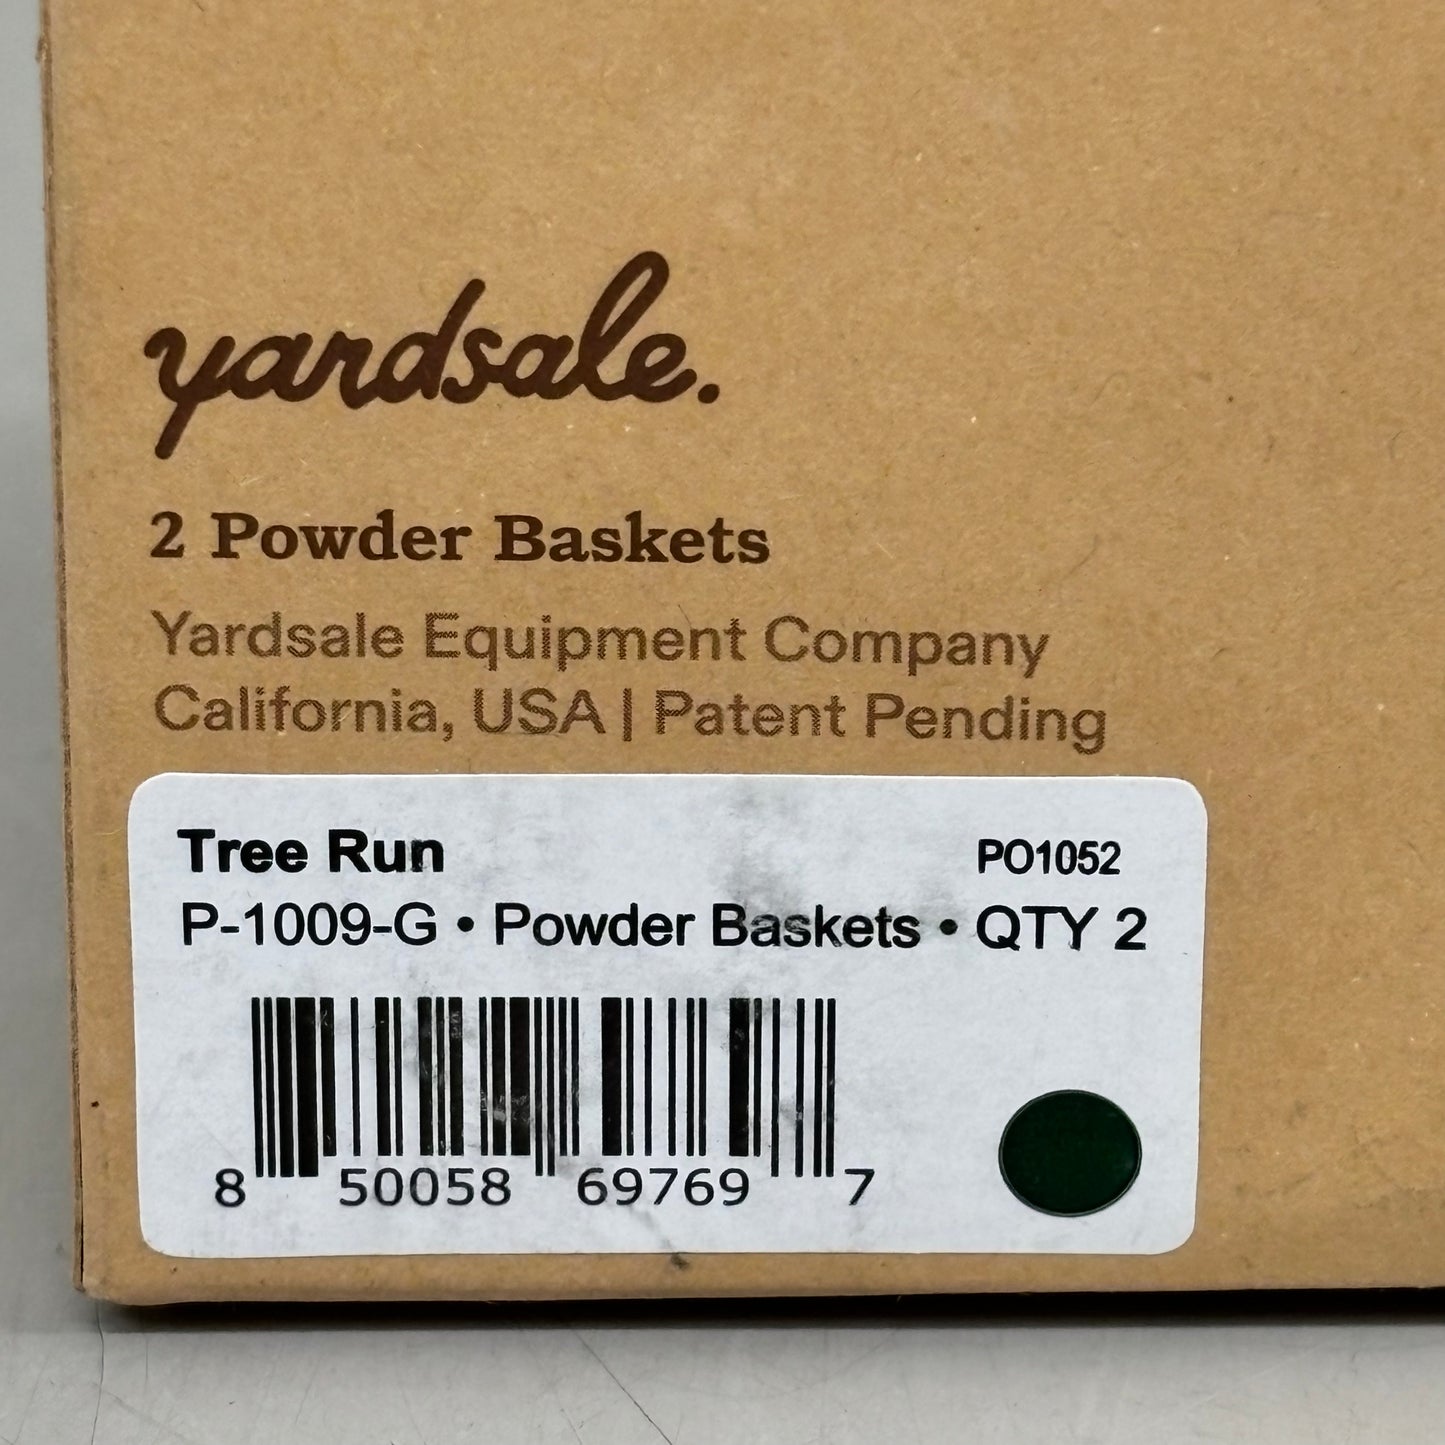 yardsale.
2 Powder Baskets
Yardsale Equipment Company
California, USA | Patent Pending
Tree Run PO1052
P-1009-G • Powder Baskets • QTY 2
8 50058 69769 7